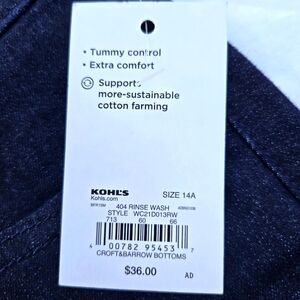 • Tummy control
• Extra comfort
Supports
more-sustainable
cotton farming
KOHL'S
Kohls.com
SIZE 14A
404 RINSE WASH
STYLE WC21D013RW
713 60 66
4 00782 95453 7
CROFT&BARROW BOTTOMS
$36.00
AD